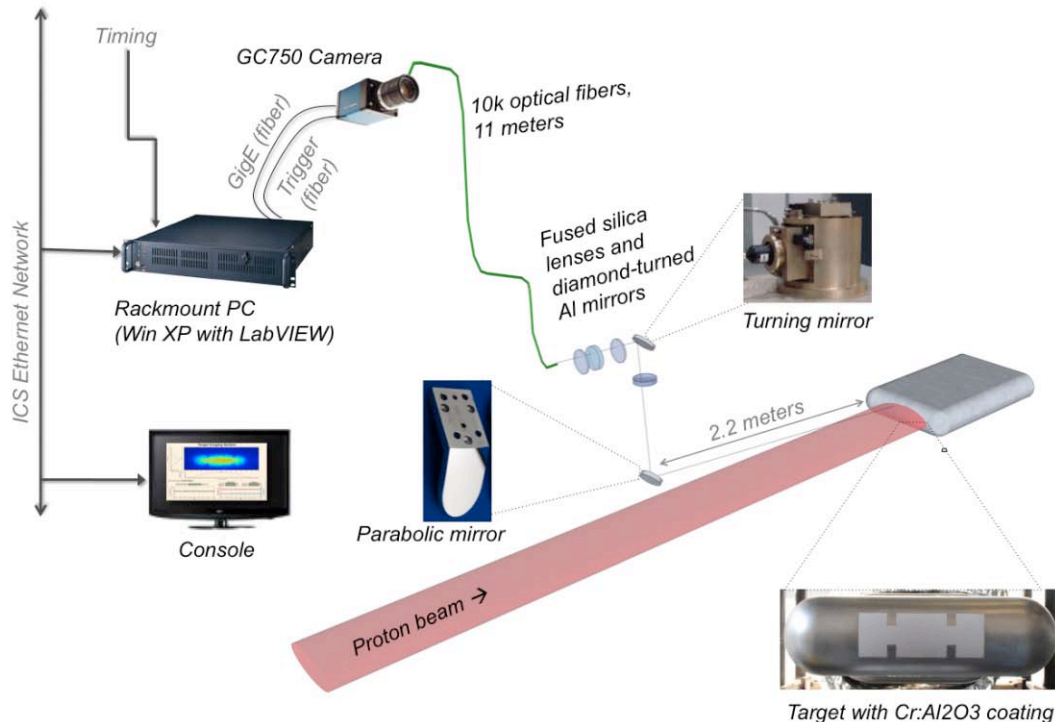 Timing
GC750 Camera
10k optical fibers,
11 meters
GigE (fiber)
Trigger
(fiber)
ICS Ethernet Network
Rackmount PC
(Win XP with LabVIEW)
Fused silica
lenses and
diamond-turned
Al mirrors
Turning mirror
2.2 meters
Parabolic mirror
Console
Proton beam →
Target with Cr:Al2O3 coating